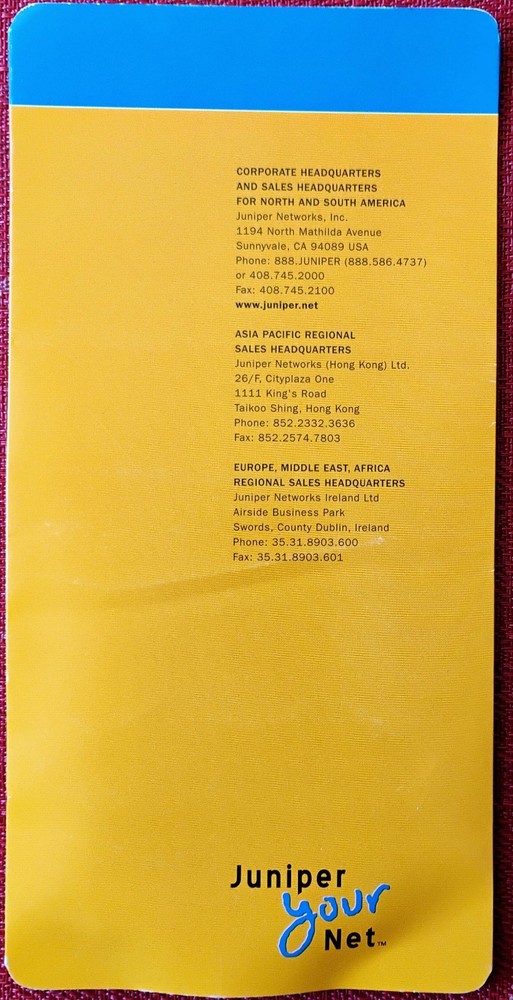 CORPORATE HEADQUARTERS
AND SALES HEADQUARTERS
FOR NORTH AND SOUTH AMERICA
Juniper Networks, Inc.
1194 North Mathilda Avenue
Sunnyvale, CA 94089 USA
Phone: 888.JUNIPER (888.586.4737)
or 408.745.2000
Fax: 408.745.2100
www.juniper.net
ASIA PACIFIC REGIONAL
SALES HEADQUARTERS
Juniper Networks (Hong Kong) Ltd.
26/F, Cityplaza One
1111 King's Road
Taikoo Shing, Hong Kong
Phone: 852.2332.3636
Fax: 852.2574.7803
EUROPE, MIDDLE EAST, AFRICA
REGIONAL SALES HEADQUARTERS
Juniper Networks Ireland Ltd
Airside Business Park
Swords, County Dublin, Ireland
Phone: 35.31.8903.600
Fax: 35.31.8903.601
Juniper
your
Net™